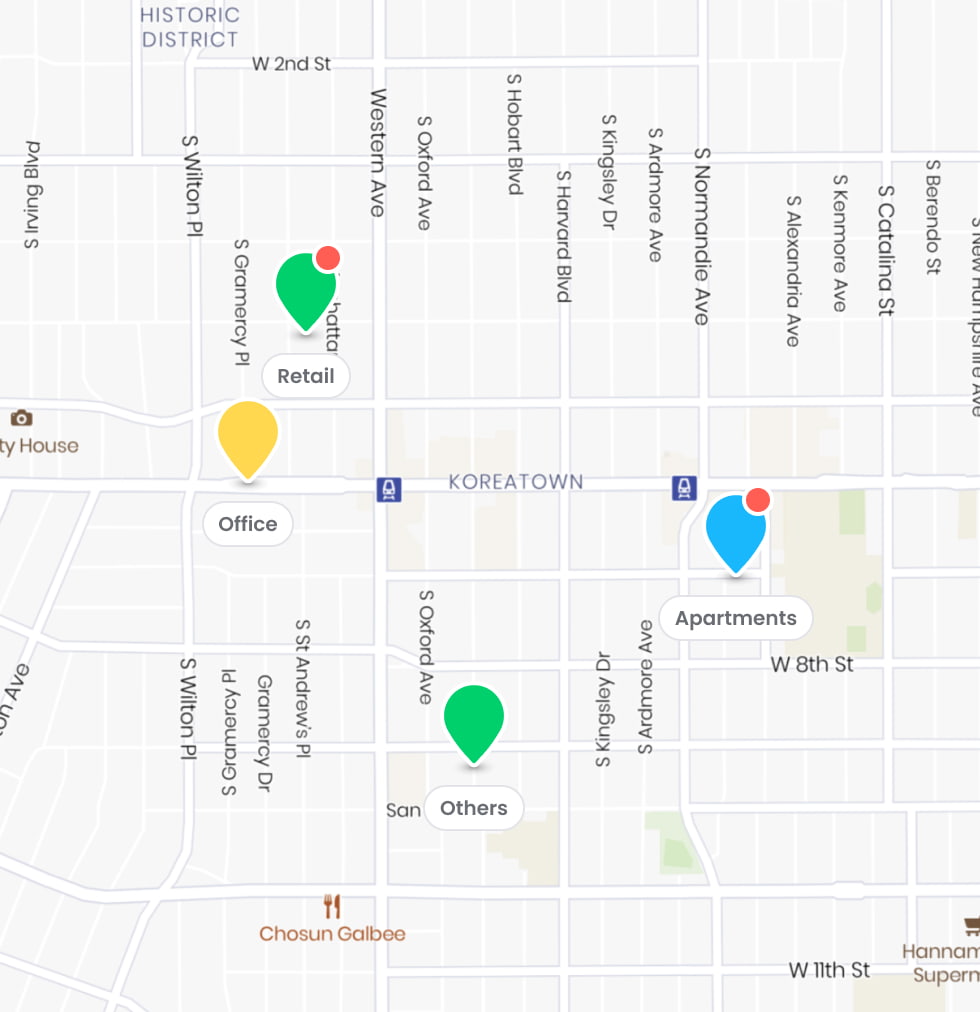 HISTORIC
DISTRICT
W 2nd St
S Irving Blvd
S Wilton Pl
Western Ave
S Oxford Ave
S Hobart Blvd
S Kingsley Dr
S Ardmore Ave
S Normandie Ave
S Harvard Blvd
S Alexandria Ave
S Kenmore Ave
S Catalina St
S Berendo St
S New Hampshire Ave
S Gramercy Pl
hatta
Retail
ty House
Office
KOREATOWN
Apartments
S Oxford Ave
S St Andrew's Pl
S Wilton Pl
S Gramercy Pl
Gramercy Dr
S Kingsley Dr
S Ardmore Ave
W 8th St
on Ave
San
Others
Chosun Galbee
W 11th St
Hannam
Superm